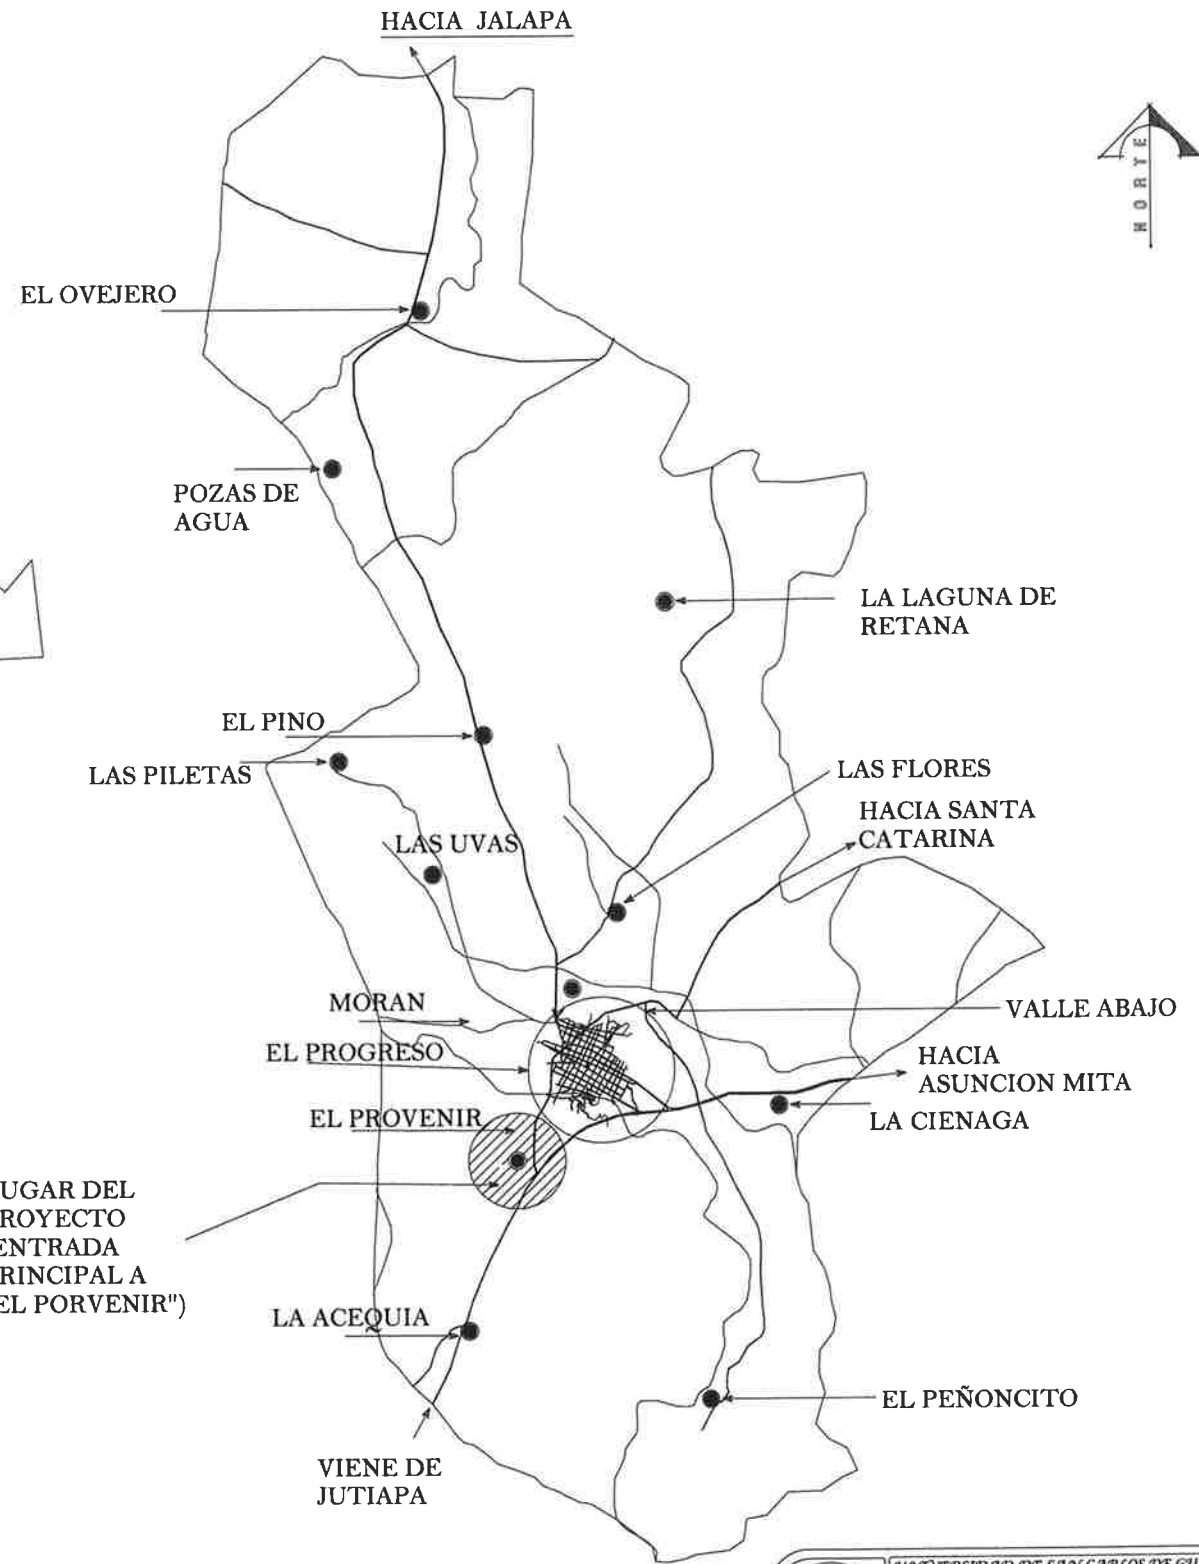 HACIA JALAPA
NORTE
EL OVEJERO
POZAS DE
AGUA
LA LAGUNA DE
RETANA
EL PINO
LAS PILETAS
LAS FLORES
HACIA SANTA
CATARINA
LAS UVAS
MORAN
VALLE ABAJO
EL PROGRESO
HACIA
ASUNCION MITA
EL PROVENIR
LA CIENAGA
UGAR DEL
ROYECTO
ENTRADA
RINCIPAL A
EL PORVENIR")
LA ACEQUIA
EL PEÑONCITO
VIENE DE
JUTIAPA